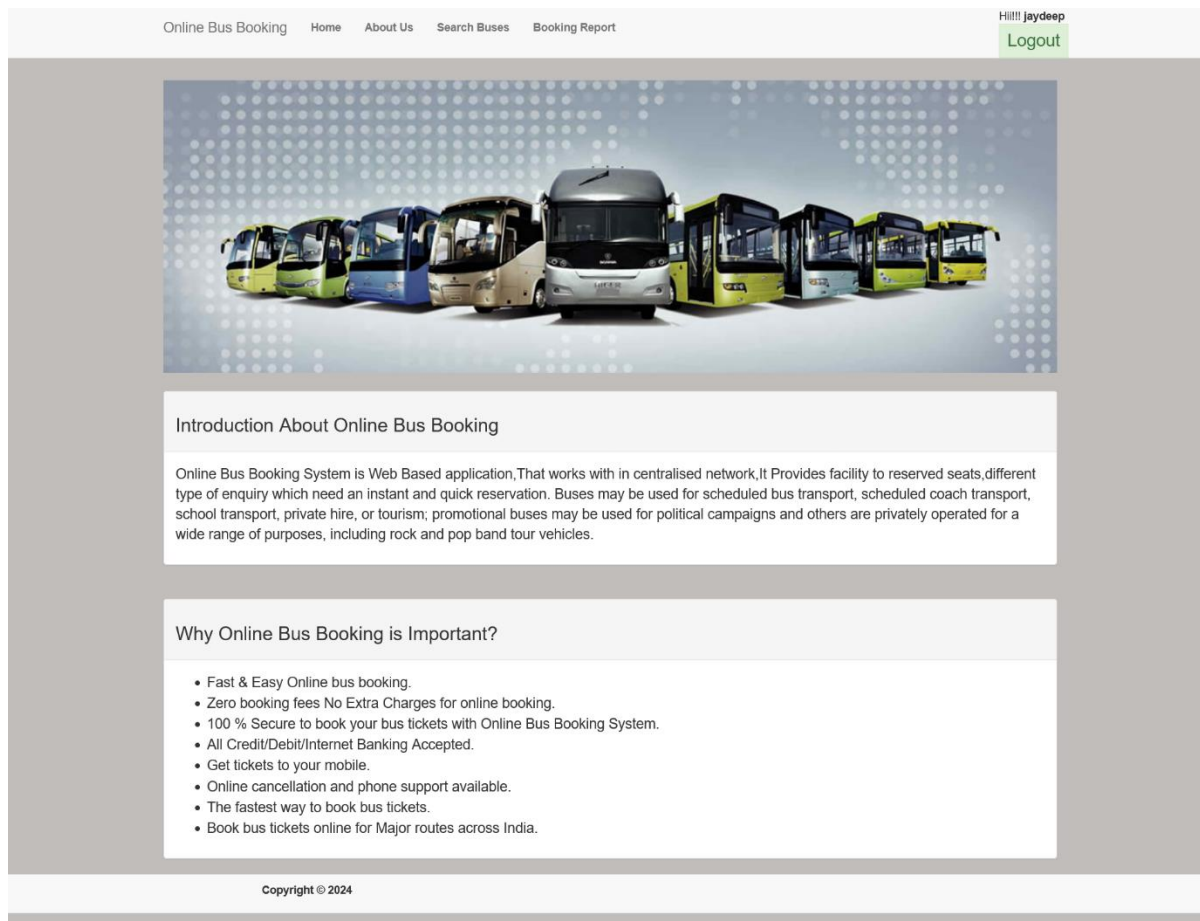 Online Bus Booking Home About Us Search Buses Booking Report
Hii!!! jaydeep
Logout
Introduction About Online Bus Booking
Online Bus Booking System is Web Based application,That works with in centralised network,It Provides facility to reserved seats,different
type of enquiry which need an instant and quick reservation. Buses may be used for scheduled bus transport, scheduled coach transport,
school transport, private hire, or tourism; promotional buses may be used for political campaigns and others are privately operated for a
wide range of purposes, including rock and pop band tour vehicles.
Why Online Bus Booking is Important?
• Fast & Easy Online bus booking.
• Zero booking fees No Extra Charges for online booking.
• 100 % Secure to book your bus tickets with Online Bus Booking System.
• All Credit/Debit/Internet Banking Accepted.
• Get tickets to your mobile.
• Online cancellation and phone support available.
• The fastest way to book bus tickets.
• Book bus tickets online for Major routes across India.
Copyright © 2024